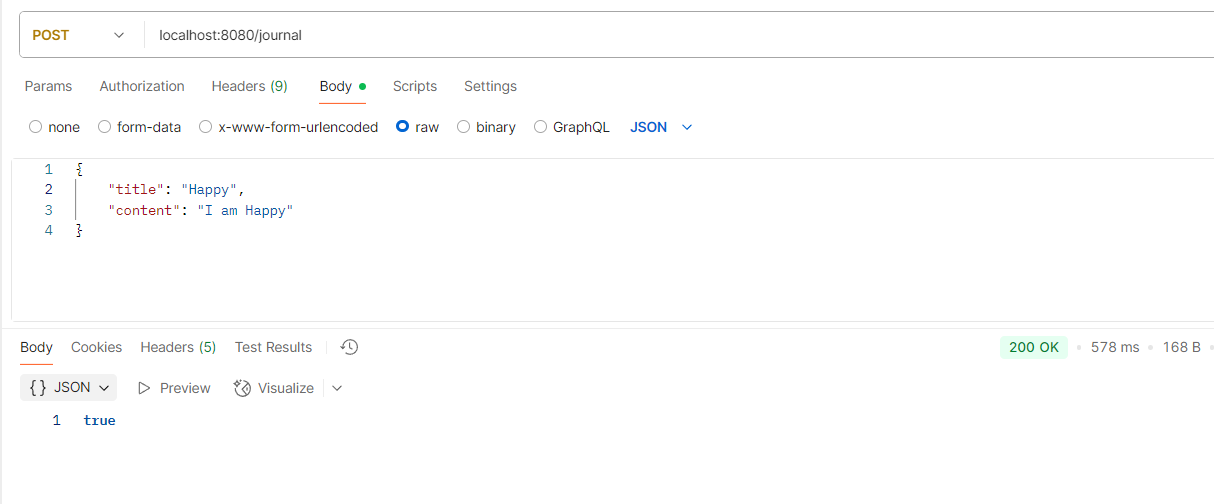 POST localhost:8080/journal
Params Authorization Headers (9) Body Scripts Settings
none form-data x-www-form-urlencoded raw binary GraphQL JSON
1 {
2 "title": "Happy",
3 "content": "I am Happy"
4 }
Body Cookies Headers (5) Test Results 200 OK 578 ms 168 B
{} JSON Preview Visualize
1 true